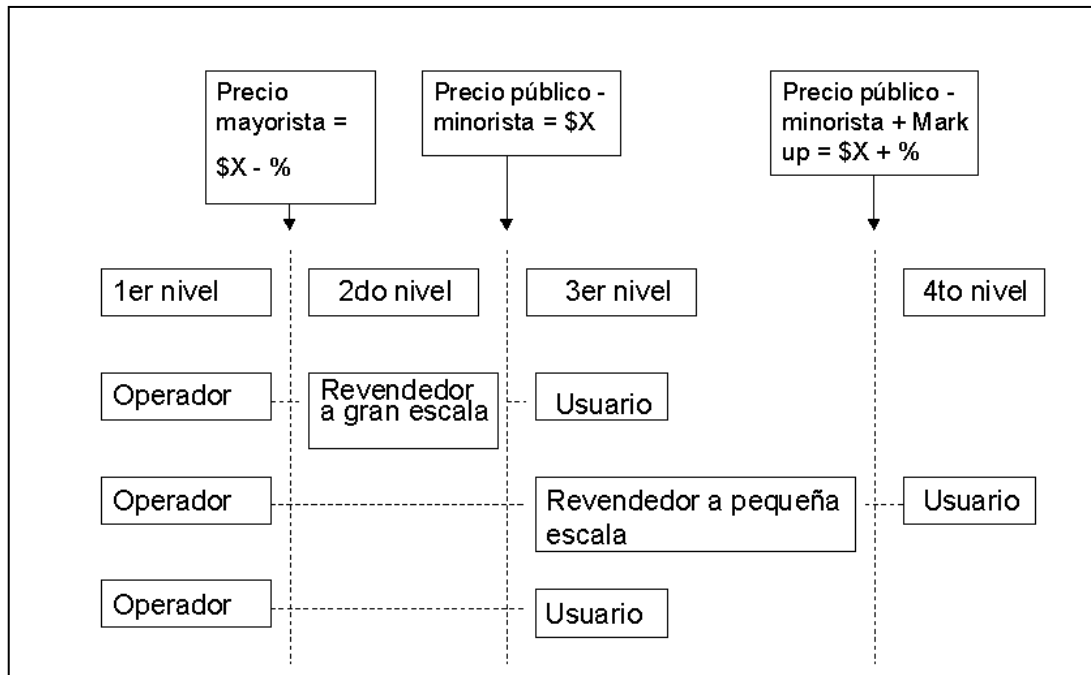 Precio
mayorista =
$X - %
Precio público -
minorista = $X
Precio público -
minorista + Mark
up = $X + %
1er nivel
2do nivel
3er nivel
4to nivel
Operador
Revendedor
a gran escala
Usuario
Operador
Revendedor a pequeña
escala
Usuario
Operador
Usuario